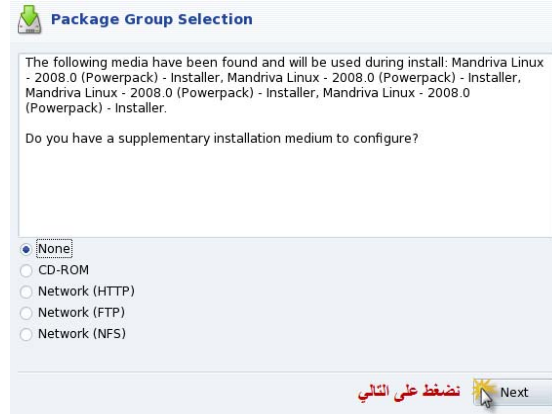 Package Group Selection
The following media have been found and will be used during install: Mandriva Linux
- 2008.0 (Powerpack) - Installer, Mandriva Linux - 2008.0 (Powerpack) - Installer,
Mandriva Linux - 2008.0 (Powerpack) - Installer, Mandriva Linux - 2008.0
(Powerpack) - Installer.
Do you have a supplementary installation medium to configure?
None
CD-ROM
Network (HTTP)
Network (FTP)
Network (NFS)
نضغط على التالي
Next